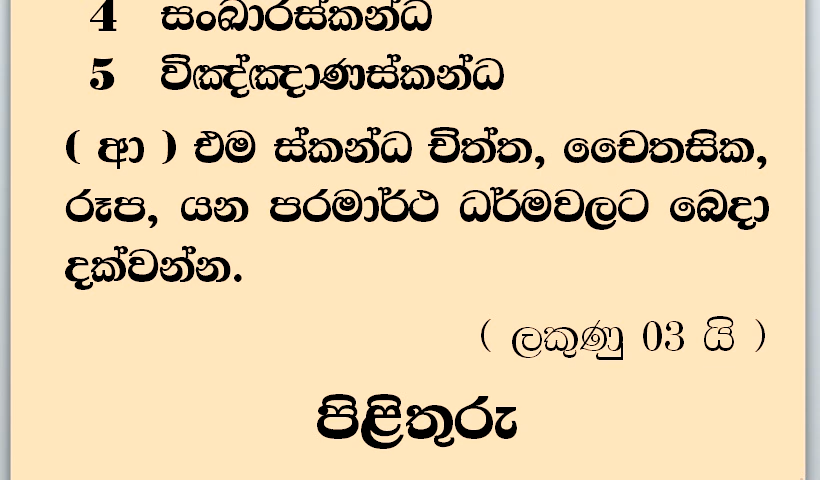 4 සංඛාරස්කන්ධ
5 විඤ්ඤාණස්කන්ධ
( ආ ) එම ස්කන්ධ චිත්ත, චෛතසික,
රූප, යන පරමාර්ථ ධර්මවලට බෙදා
දක්වන්න.
( ලකුණු 03 යි )
පිළිතුරු